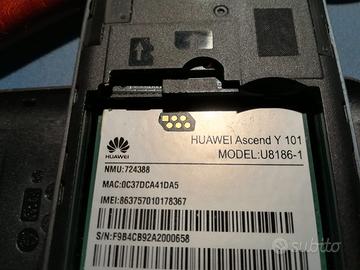 HUAWEI
HUAWEI Ascend Y 101
MODEL:U8186-1
NMU:724388
MAC:0C37DCA41DA5
IMEI:863757010178367
S/N:F9B4CB92A2000658
subito